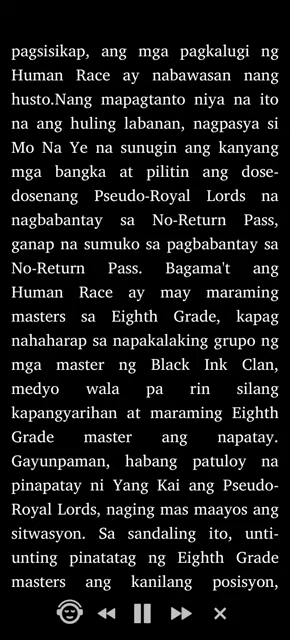 pagsisikap, ang mga pagkalugi ng
Human Race ay nabawasan nang
husto.Nang mapagtanto niya na ito
na ang huling labanan, nagpasya si
Mo Na Ye na sunugin ang kanyang
mga bangka at pilitin ang dose-
dosenang Pseudo-Royal Lords na
nagbabantay sa No-Return Pass,
ganap na sumuko sa pagbabantay sa
No-Return Pass. Bagama't ang
Human Race ay may maraming
masters sa Eighth Grade, kapag
nahaharap sa napakalaking grupo ng
mga master ng Black Ink Clan,
medyo wala pa rin silang
kapangyarihan at maraming Eighth
Grade master ang napatay.
Gayunpaman, habang patuloy na
pinapatay ni Yang Kai ang Pseudo-
Royal Lords, naging mas maayos ang
sitwasyon. Sa sandaling ito, unti-
unting pinatatag ng Eighth Grade
masters ang kanilang posisyon,